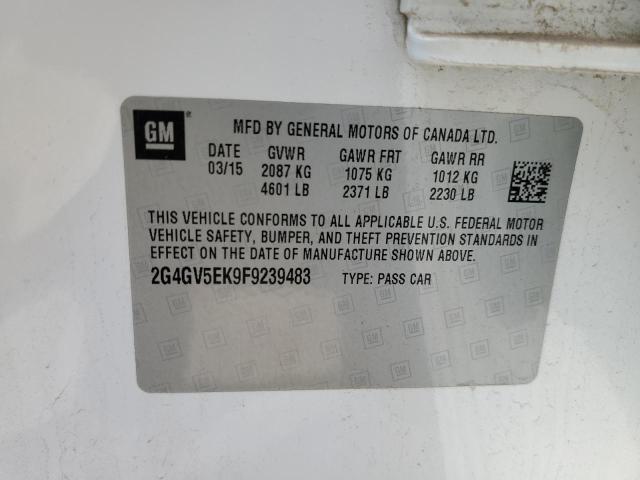 GM
MFD BY GENERAL MOTORS OF CANADA LTD.
DATE GVWR GAWR FRT GAWR RR
03/15 2087 KG 1075 KG 1012 KG
4601 LB 2371 LB 2230 LB
THIS VEHICLE CONFORMS TO ALL APPLICABLE U.S. FEDERAL MOTOR
VEHICLE SAFETY, BUMPER, AND THEFT PREVENTION STANDARDS IN
EFFECT ON THE DATE OF MANUFACTURE SHOWN ABOVE.
2G4GV5EK9F9239483 TYPE: PASS CAR